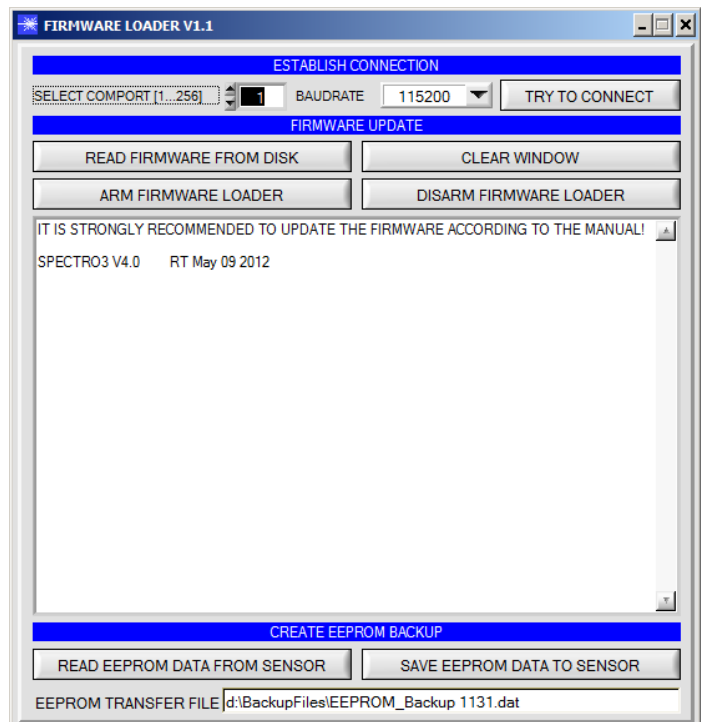 FIRMWARE LOADER V1.1
ESTABLISH CONNECTION
SELECT COMPORT [1...256] 1 BAUDRATE 115200 TRY TO CONNECT
FIRMWARE UPDATE
READ FIRMWARE FROM DISK CLEAR WINDOW
ARM FIRMWARE LOADER DISARM FIRMWARE LOADER
IT IS STRONGLY RECOMMENDED TO UPDATE THE FIRMWARE ACCORDING TO THE MANUAL!
SPECTRO3 V4.0 RT May 09 2012
CREATE EEPROM BACKUP
READ EEPROM DATA FROM SENSOR SAVE EEPROM DATA TO SENSOR
EEPROM TRANSFER FILE d:\BackupFiles\EEPROM_Backup 1131.dat